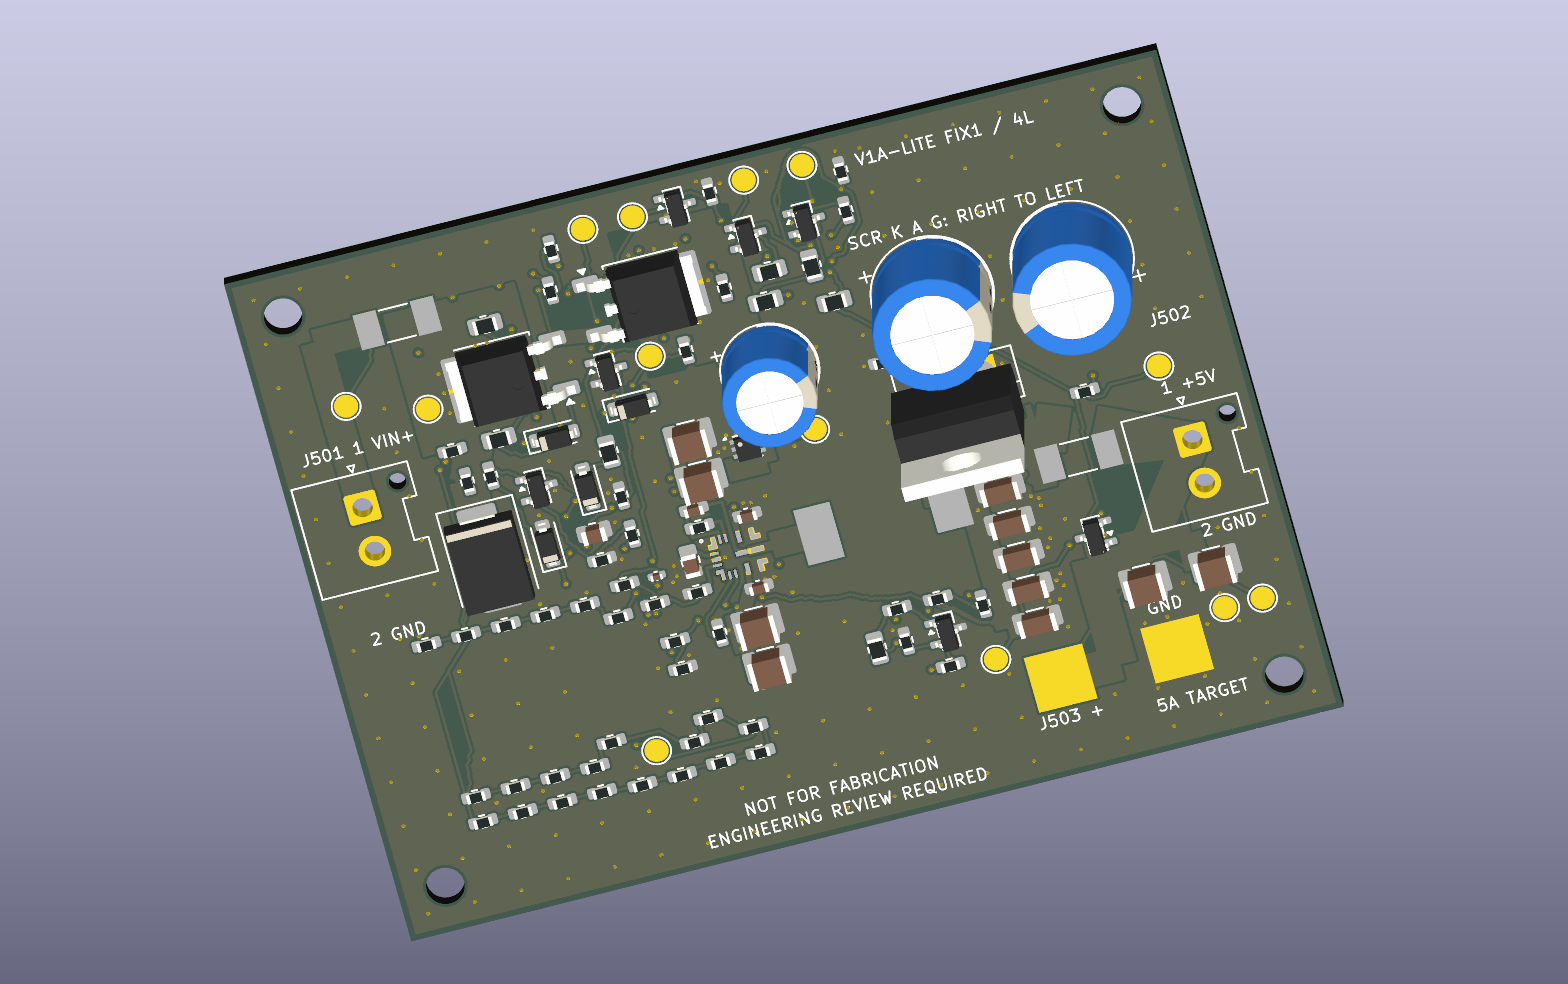 V1A-LITE FIX1 / 4L
SCR K A G: RIGHT TO LEFT
+
+
J502
+
1 +5V
J501 1 VIN+
2 GND
2 GND
GND
5A TARGET
J503 +
NOT FOR FABRICATION
ENGINEERING REVIEW REQUIRED